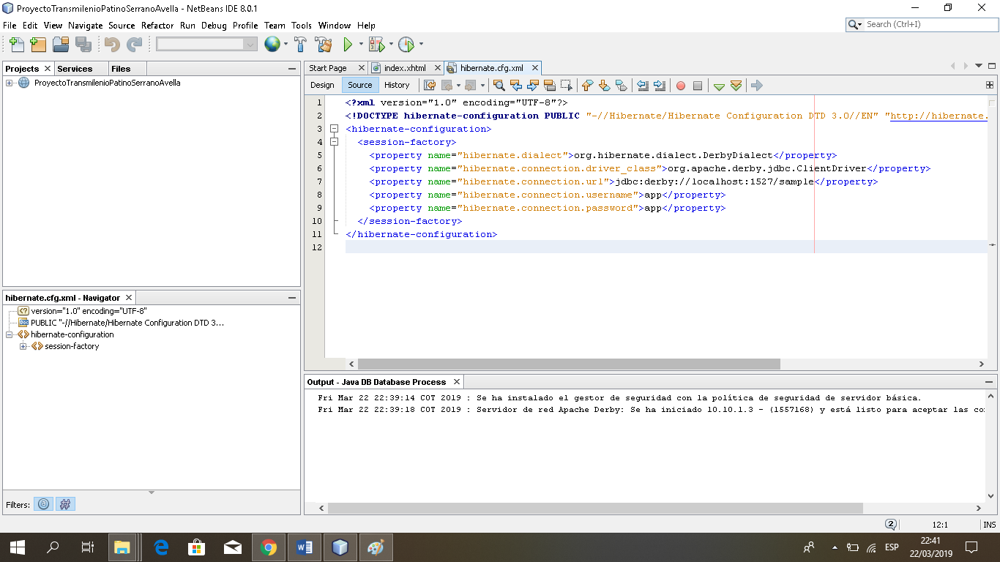 ProyectoTransmilenioPatinoSerranoAvella - NetBeans IDE 8.0.1
File Edit View Navigate Source Refactor Run Debug Profile Team Tools Window Help
Search (Ctrl+I)
Projects Services Files
ProyectoTransmilenioPatinoSerranoAvella
hibernate.cfg.xml - Navigator
version="1.0" encoding="UTF-8"
PUBLIC "-//Hibernate/Hibernate Configuration DTD 3...
hibernate-configuration
session-factory
Filters:
Start Page index.xhtml hibernate.cfg.xml
Design Source History
1 <?xml version="1.0" encoding="UTF-8"?>
2 <!DOCTYPE hibernate-configuration PUBLIC "-//Hibernate/Hibernate Configuration DTD 3.0//EN" "http://hibernate.
3 <hibernate-configuration>
4 <session-factory>
5 <property name="hibernate.dialect">org.hibernate.dialect.DerbyDialect</property>
6 <property name="hibernate.connection.driver_class">org.apache.derby.jdbc.ClientDriver</property>
7 <property name="hibernate.connection.url">jdbc:derby://localhost:1527/sample</property>
8 <property name="hibernate.connection.username">app</property>
9 <property name="hibernate.connection.password">app</property>
10 </session-factory>
11 </hibernate-configuration>
12
Output - Java DB Database Process
Fri Mar 22 22:39:14 COT 2019 : Se ha instalado el gestor de seguridad con la política de seguridad de servidor básica.
Fri Mar 22 22:39:18 COT 2019 : Servidor de red Apache Derby: Se ha iniciado 10.10.1.3 - (1557168) y está listo para aceptar las co
2 12:1 INS
ESP
22:41
22/03/2019